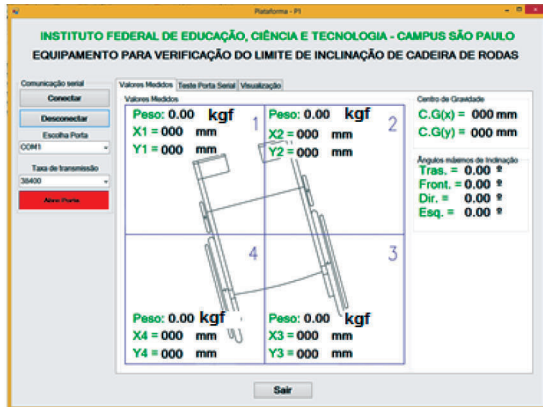 Plataforma - P1
INSTITUTO FEDERAL DE EDUCAÇÃO, CIÊNCIA E TECNOLOGIA - CAMPUS SÃO PAULO
EQUIPAMENTO PARA VERIFICAÇÃO DO LIMITE DE INCLINAÇÃO DE CADEIRA DE RODAS
Comunicação serial
Conectar
Desconectar
Escolha Porta
COM1
Taxa de transmissão
38400
Abrir Porta
Valores Medidos Teste Porta Serial Visualização
Valores Medidos
Peso: 0.00 kgf
X1 = 000 mm
Y1 = 000 mm
1
Peso: 0.00 kgf
X2 = 000 mm
Y2 = 000 mm
2
4
3
Peso: 0.00 kgf
X4 = 000 mm
Y4 = 000 mm
Peso: 0.00 kgf
X3 = 000 mm
Y3 = 000 mm
Centro de Gravidade
C.G(x) = 000 mm
C.G(y) = 000 mm
Ângulos máximos de Inclinação
Tras. = 0.00 º
Front. = 0.00 º
Dir. = 0.00 º
Esq. = 0.00 º
Sair